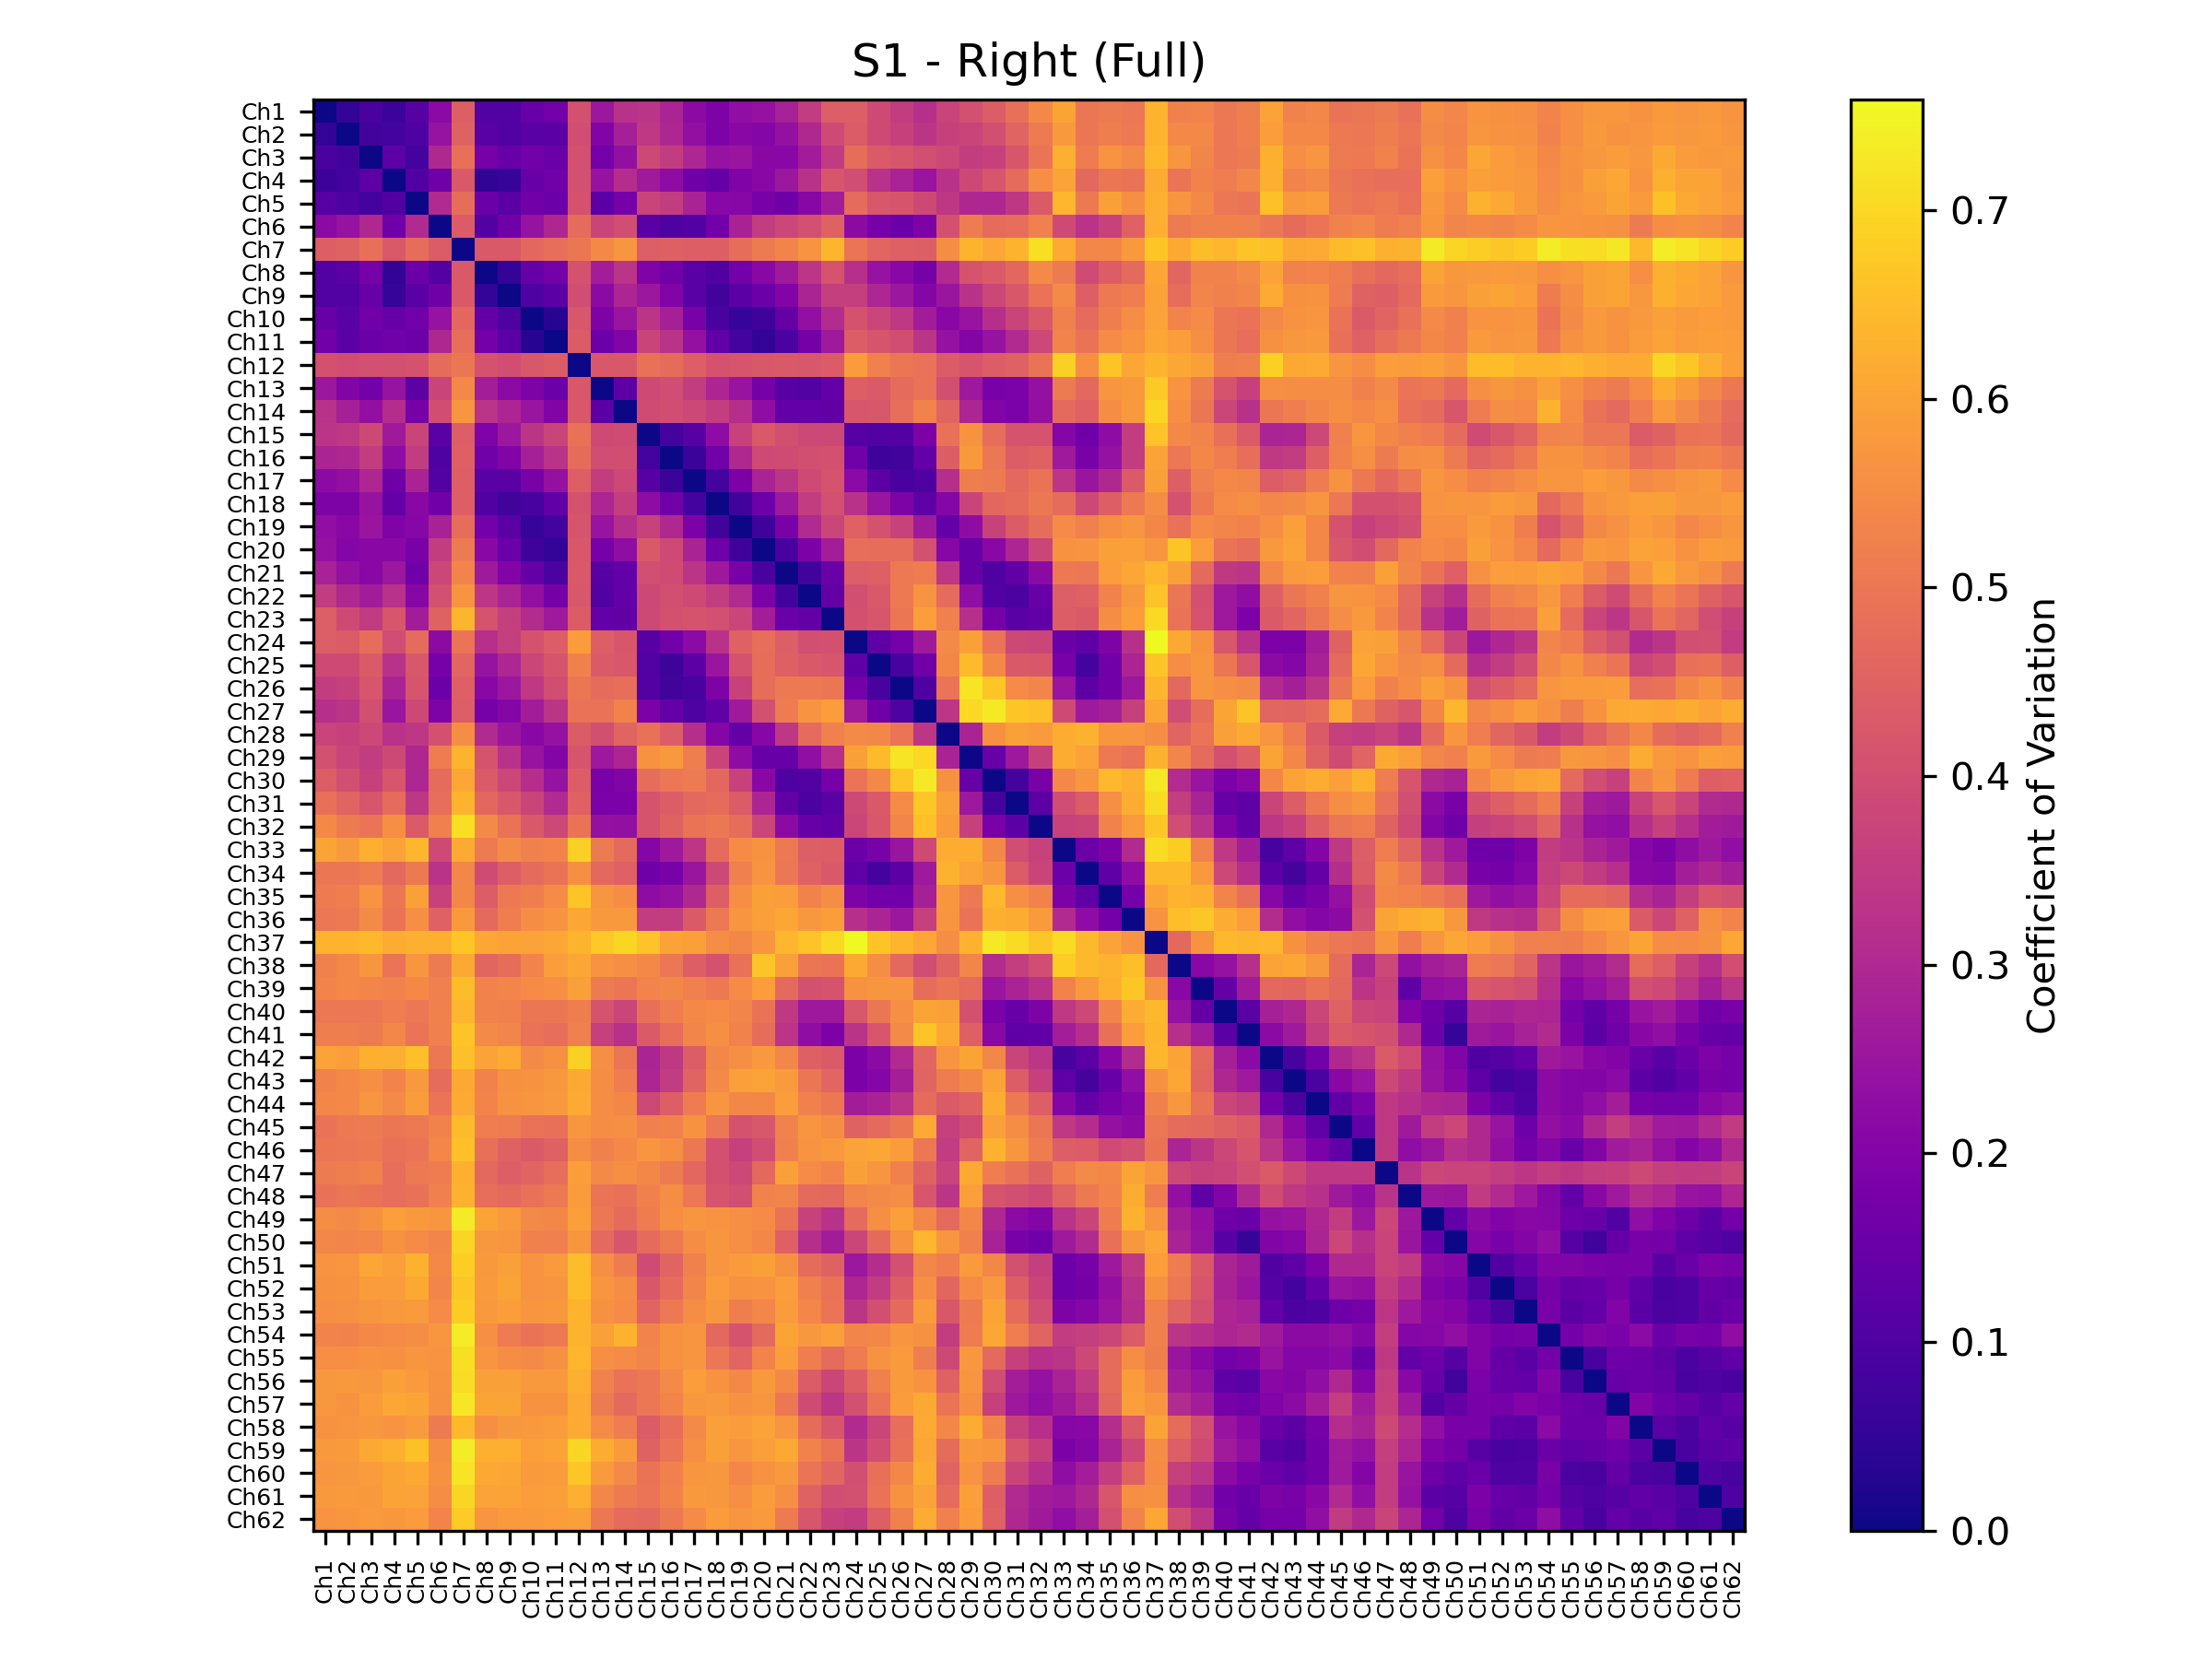 S1 - Right (Full)
Ch1
Ch2
Ch3
Ch4
Ch5
Ch6
Ch7
Ch8
Ch9
Ch10
Ch11
Ch12
Ch13
Ch14
Ch15
Ch16
Ch17
Ch18
Ch19
Ch20
Ch21
Ch22
Ch23
Ch24
Ch25
Ch26
Ch27
Ch28
Ch29
Ch30
Ch31
Ch32
Ch33
Ch34
Ch35
Ch36
Ch37
Ch38
Ch39
Ch40
Ch41
Ch42
Ch43
Ch44
Ch45
Ch46
Ch47
Ch48
Ch49
Ch50
Ch51
Ch52
Ch53
Ch54
Ch55
Ch56
Ch57
Ch58
Ch59
Ch60
Ch61
Ch62
Ch1
Ch2
Ch3
Ch4
Ch5
Ch6
Ch7
Ch8
Ch9
Ch10
Ch11
Ch12
Ch13
Ch14
Ch15
Ch16
Ch17
Ch18
Ch19
Ch20
Ch21
Ch22
Ch23
Ch24
Ch25
Ch26
Ch27
Ch28
Ch29
Ch30
Ch31
Ch32
Ch33
Ch34
Ch35
Ch36
Ch37
Ch38
Ch39
Ch40
Ch41
Ch42
Ch43
Ch44
Ch45
Ch46
Ch47
Ch48
Ch49
Ch50
Ch51
Ch52
Ch53
Ch54
Ch55
Ch56
Ch57
Ch58
Ch59
Ch60
Ch61
Ch62
0.7
0.6
0.5
0.4
0.3
0.2
0.1
0.0
Coefficient of Variation